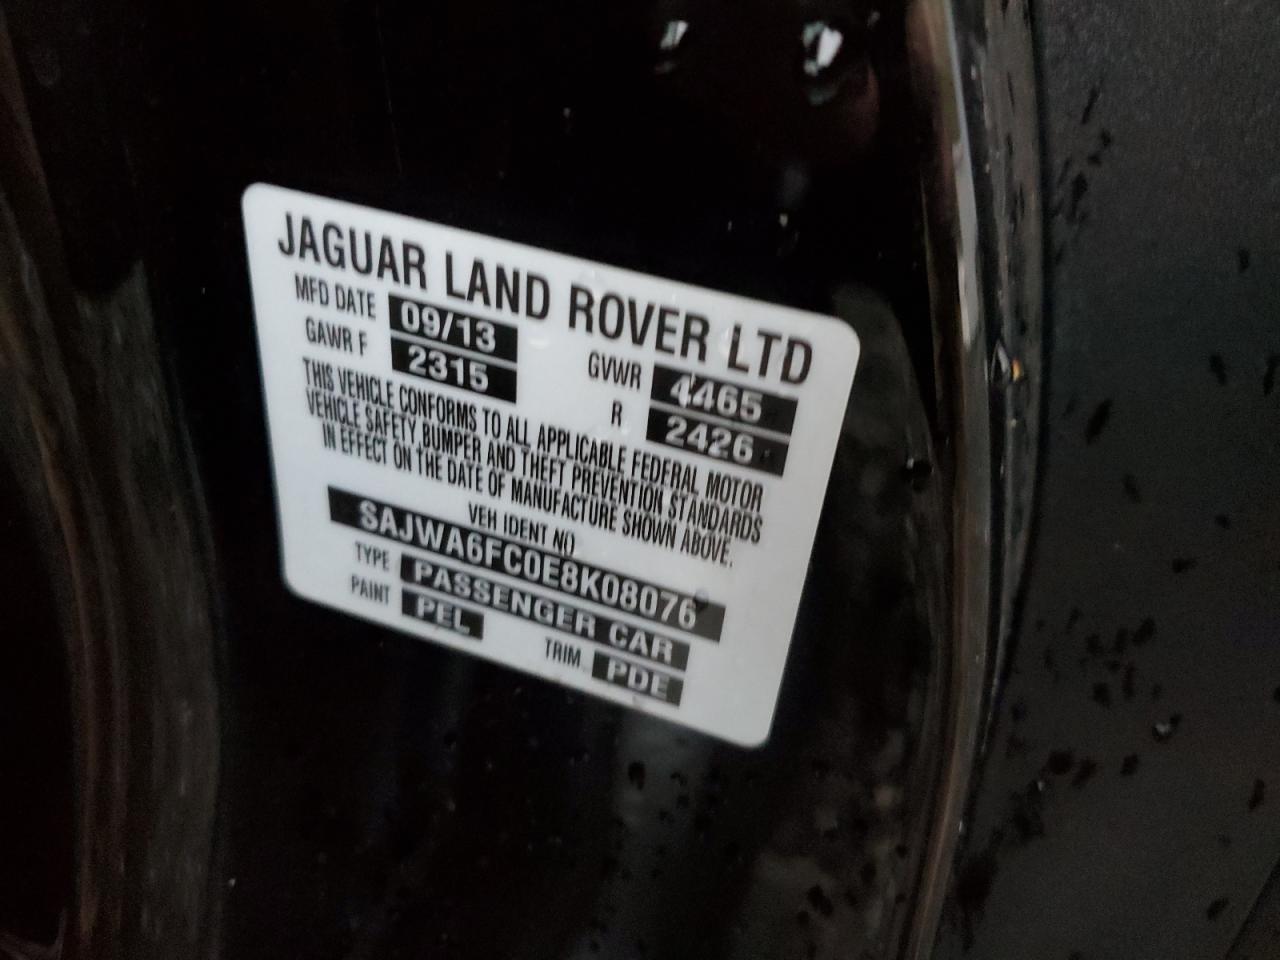 JAGUAR LAND ROVER LTD
MFD DATE 09/13 GVWR 4465
GAWR F 2315 R 2426
THIS VEHICLE CONFORMS TO ALL APPLICABLE FEDERAL MOTOR
VEHICLE SAFETY, BUMPER AND THEFT PREVENTION STANDARDS
IN EFFECT ON THE DATE OF MANUFACTURE SHOWN ABOVE.
VEH IDENT NO
SAJWA6FC0E8K08076
TYPE PASSENGER CAR
PAINT PEL TRIM PDE